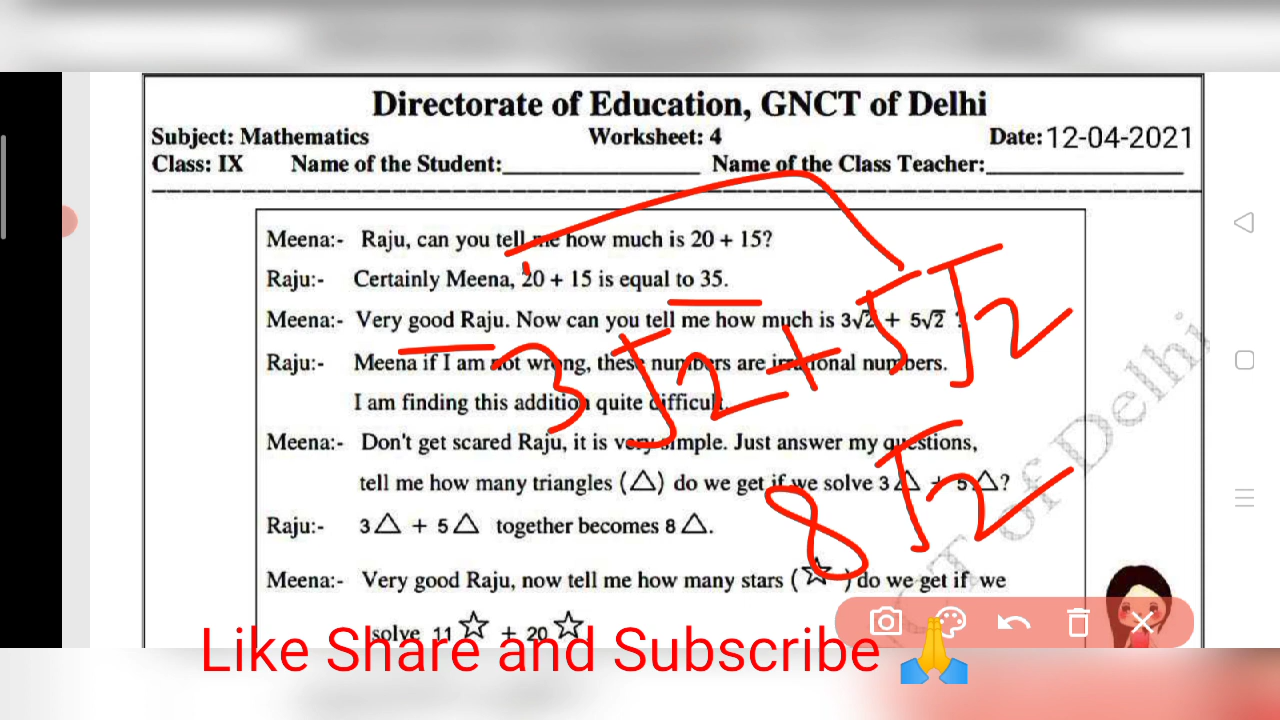 Directorate of Education, GNCT of Delhi
Subject: Mathematics Worksheet: 4 Date: 12-04-2021
Class: IX Name of the Student:______________ Name of the Class Teacher:______________
Meena:- Raju, can you tell me how much is 20 + 15?
Raju:- Certainly Meena, 20 + 15 is equal to 35.
Meena:- Very good Raju. Now can you tell me how much is 3√2 + 5√2 ?
Raju:- Meena if I am not wrong, these numbers are irrational numbers.
I am finding this addition quite difficult.
3√2 + 5√2
Meena:- Don't get scared Raju, it is very simple. Just answer my questions,
tell me how many triangles (△) do we get if we solve 3△ + 5△?
8√2
Raju:- 3△ + 5△ together becomes 8△.
Meena:- Very good Raju, now tell me how many stars (☆) do we get if we
solve 11☆ + 20☆
GNCT of Delhi
Like Share and Subscribe 🙏